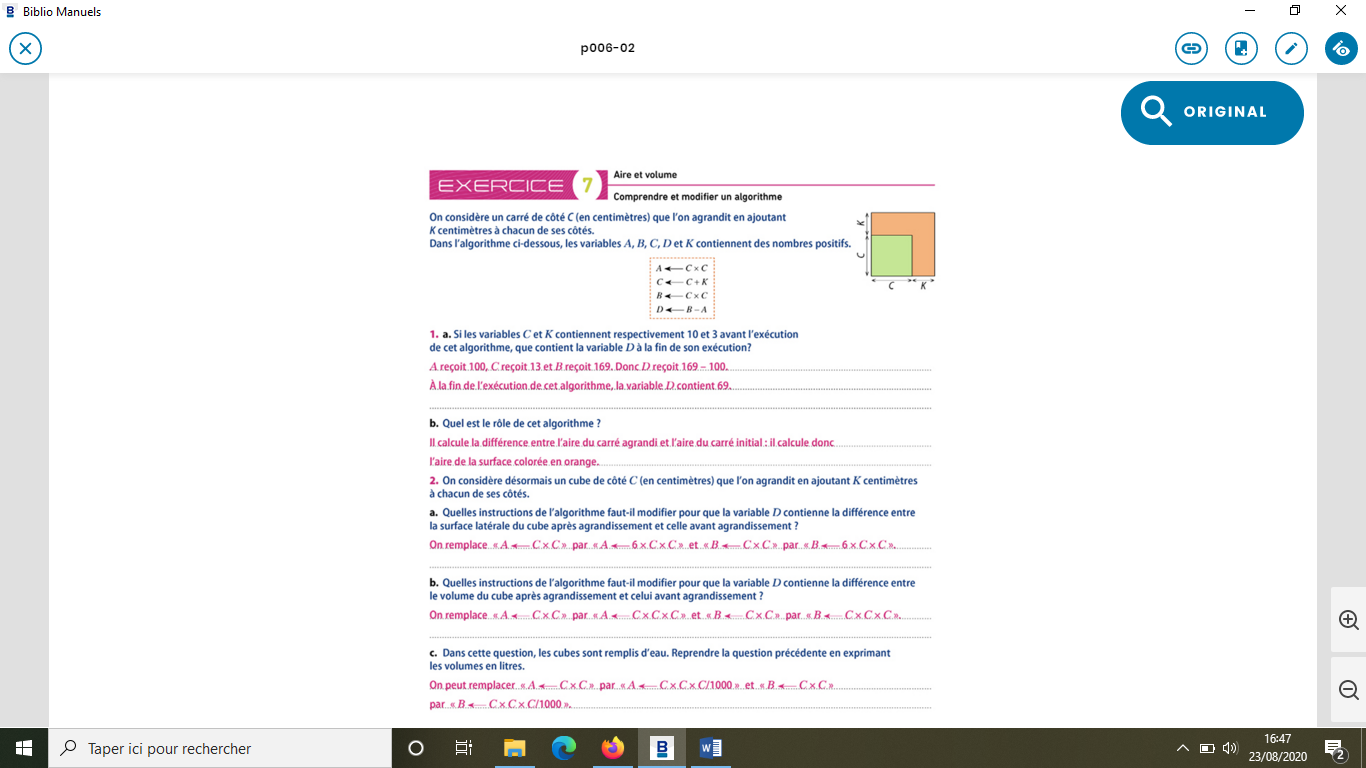 Biblio Manuels
p006-02
ORIGINAL
EXERCICE 7
Aire et volume
Comprendre et modifier un algorithme
On considère un carré de côté C (en centimètres) que l'on agrandit en ajoutant
K centimètres à chacun de ses côtés.
Dans l'algorithme ci-dessous, les variables A, B, C, D et K contiennent des nombres positifs.
K
C
C
K
A ← C × C
C ← C + K
B ← C × C
D ← B – A
1. a. Si les variables C et K contiennent respectivement 10 et 3 avant l'exécution
de cet algorithme, que contient la variable D à la fin de son exécution?
A reçoit 100, C reçoit 13 et B reçoit 169. Donc D reçoit 169 – 100.
À la fin de l'exécution de cet algorithme, la variable D contient 69.
b. Quel est le rôle de cet algorithme ?
Il calcule la différence entre l'aire du carré agrandi et l'aire du carré initial : il calcule donc
l'aire de la surface colorée en orange.
2. On considère désormais un cube de côté C (en centimètres) que l'on agrandit en ajoutant K centimètres
à chacun de ses côtés.
a. Quelles instructions de l'algorithme faut-il modifier pour que la variable D contienne la différence entre
la surface latérale du cube après agrandissement et celle avant agrandissement ?
On remplace « A ← C × C » par « A ← 6 × C × C » et « B ← C × C » par « B ← 6 × C × C ».
b. Quelles instructions de l'algorithme faut-il modifier pour que la variable D contienne la différence entre
le volume du cube après agrandissement et celui avant agrandissement ?
On remplace « A ← C × C » par « A ← C × C × C » et « B ← C × C » par « B ← C × C × C ».
c. Dans cette question, les cubes sont remplis d'eau. Reprendre la question précédente en exprimant
les volumes en litres.
On peut remplacer « A ← C × C » par « A ← C × C × C/1000 » et « B ← C × C »
par « B ← C × C × C/1000 ».
Taper ici pour rechercher
16:47
23/08/2020
2